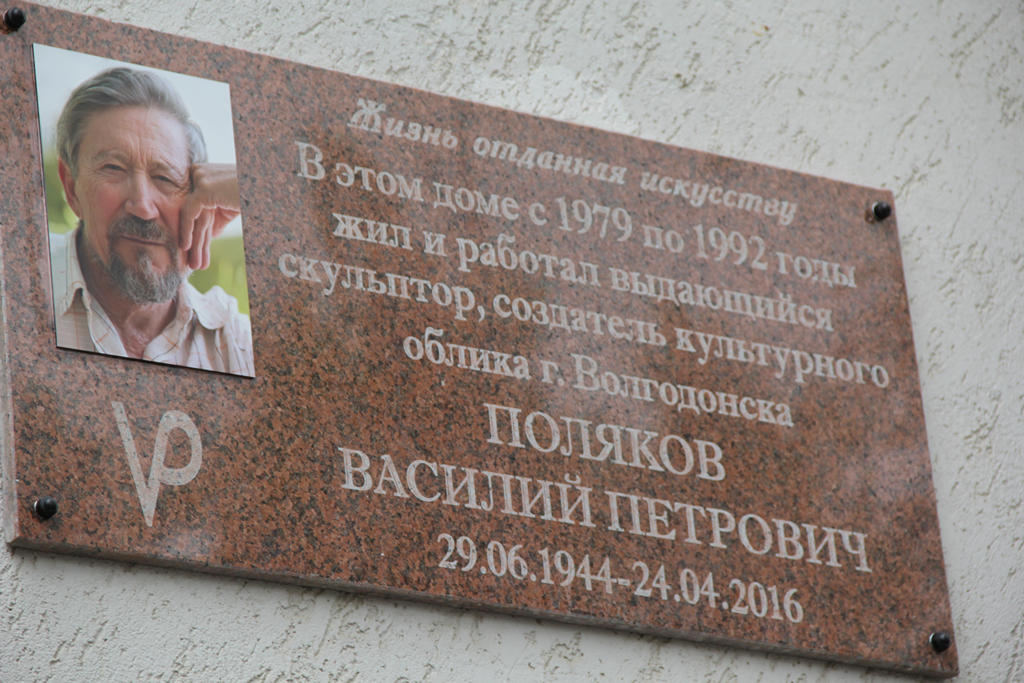 Жизнь отданная искусству
В этом доме с 1979 по 1992 годы
жил и работал выдающийся
скульптор, создатель культурного
облика г. Волгодонска
ПОЛЯКОВ
ВАСИЛИЙ ПЕТРОВИЧ
29.06.1944-24.04.2016
VP